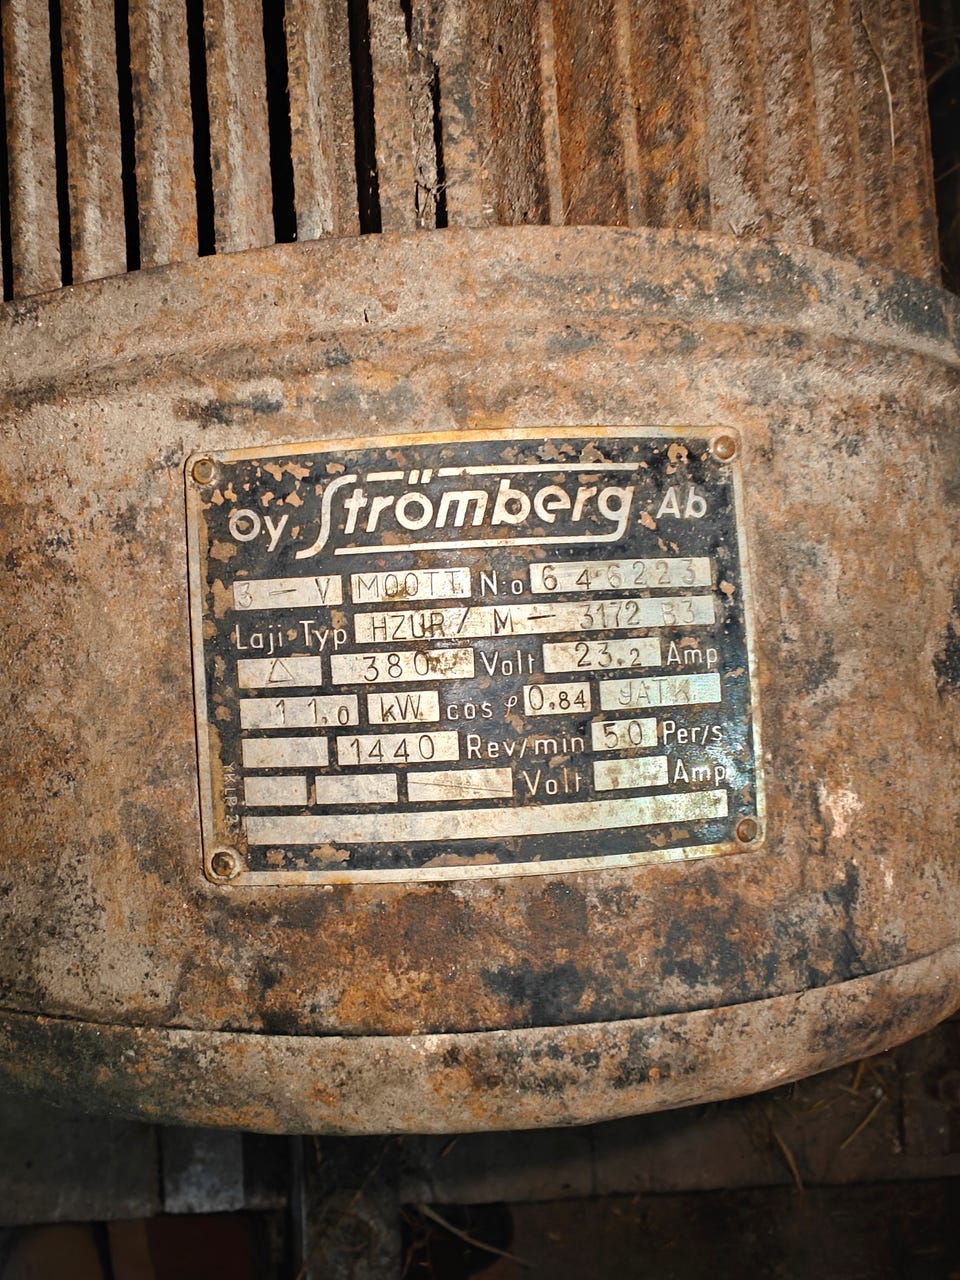 Oy Strömberg Ab
3 – V MOOTT. N:o 646223
Laji-Typ HZUR/ M – 3172 B3
△ 380 Volt 23.2 Amp
11.0 kW cos φ 0.84 JATK
1440 Rev/min 50 Per/s
Volt Amp